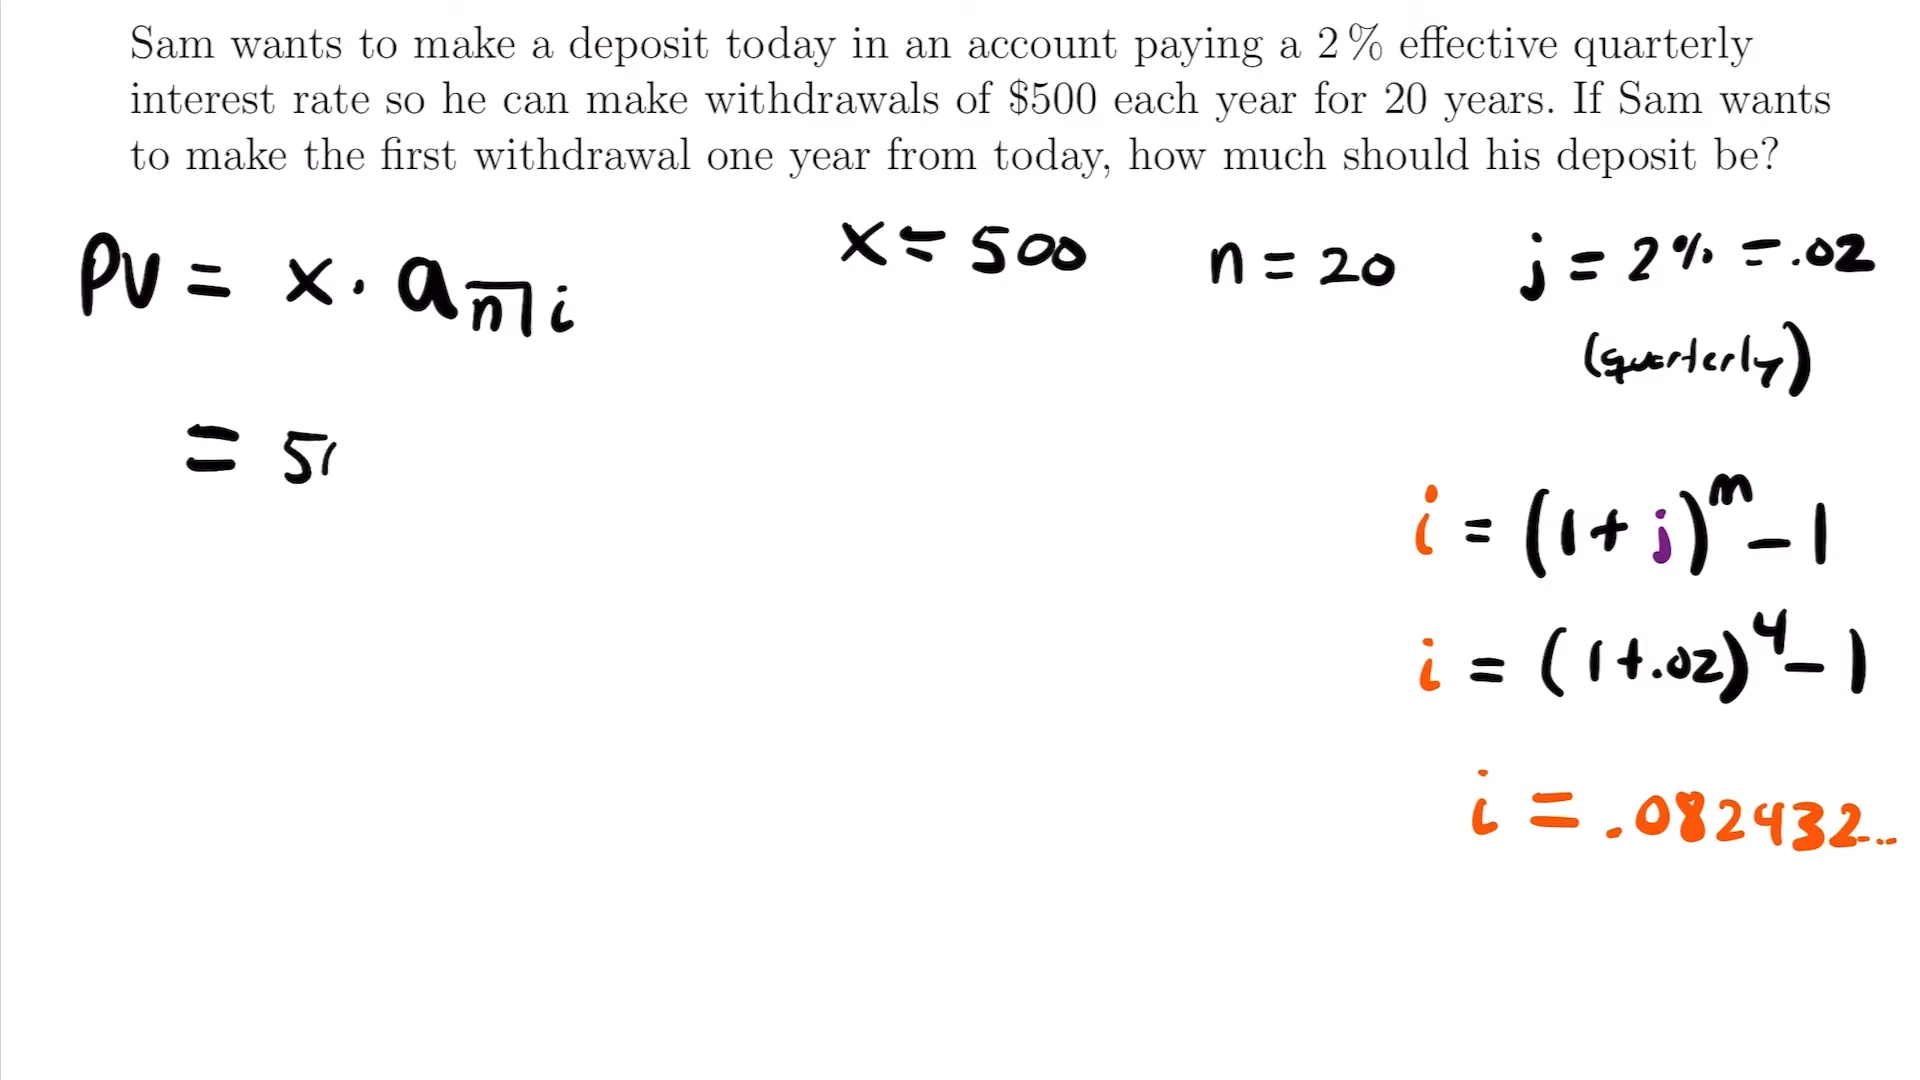 Sam wants to make a deposit today in an account paying a 2 % effective quarterly
interest rate so he can make withdrawals of $500 each year for 20 years. If Sam wants
to make the first withdrawal one year from today, how much should his deposit be?
PV = x · a n⌉ i
x = 500
n = 20
j = 2% = .02
(quarterly)
= 50
i = (1 + j)^m - 1
i = (1+.02)^4 - 1
i = .082432...